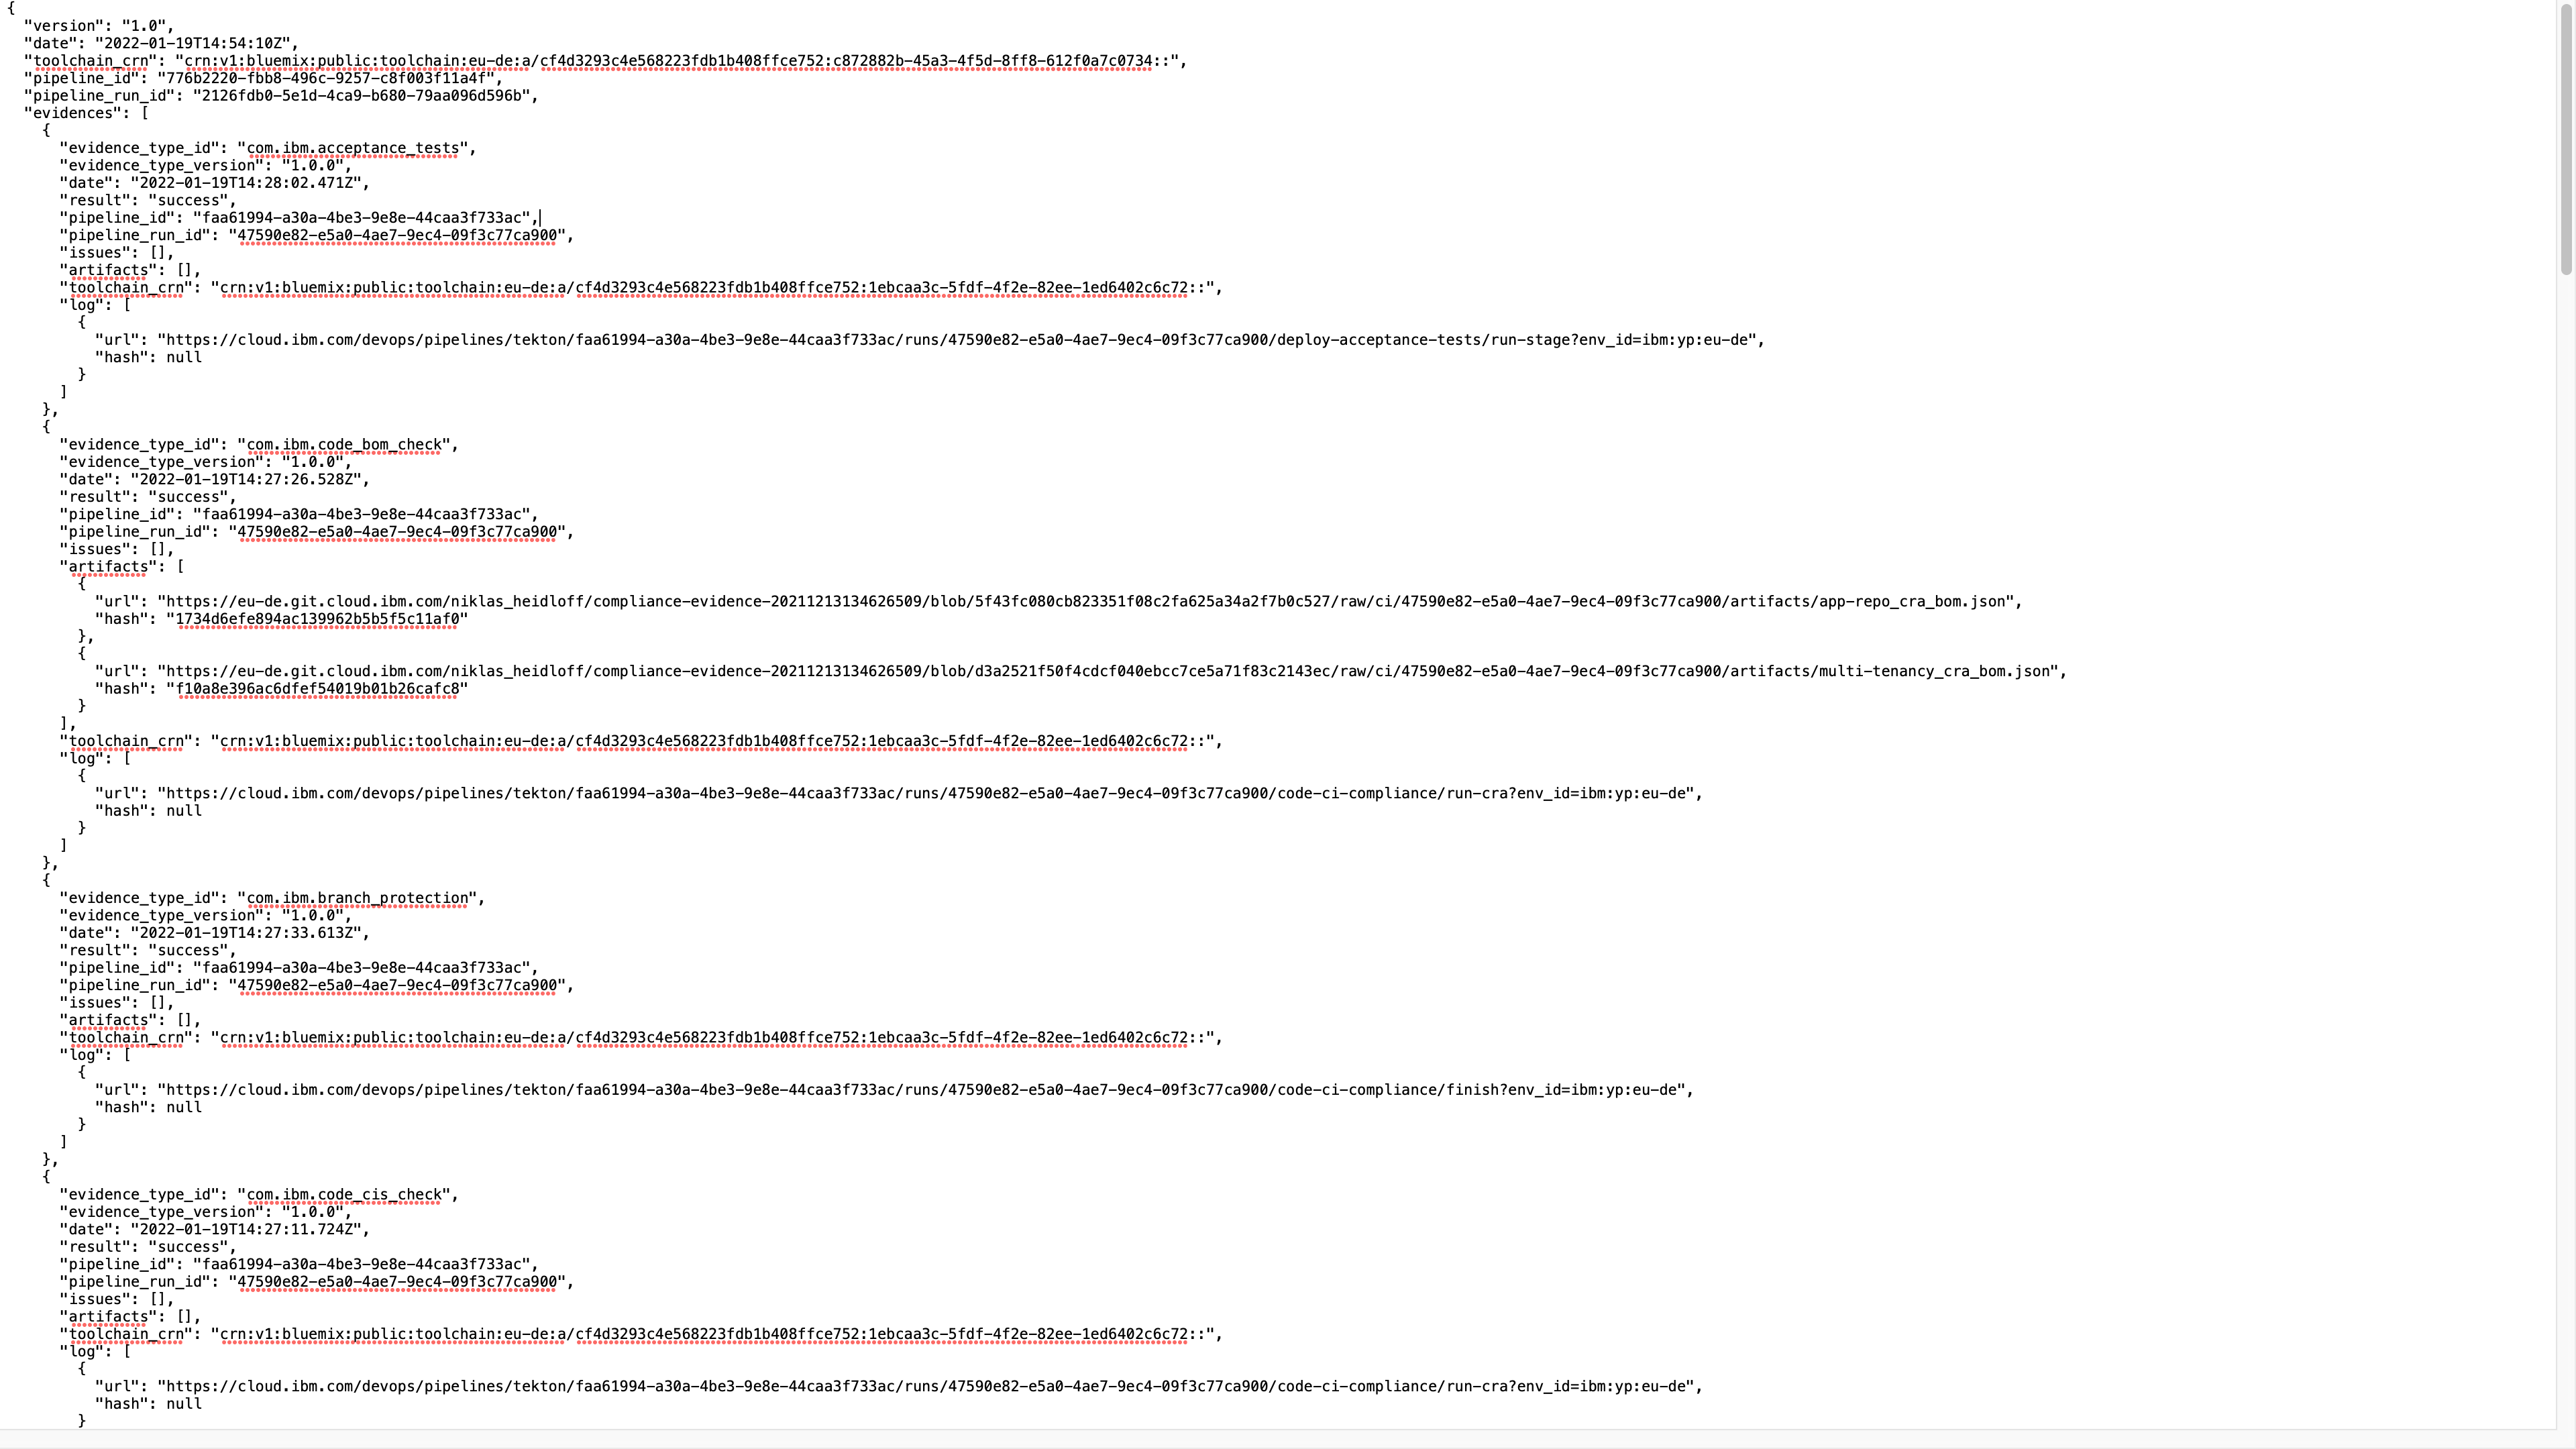 {
"version": "1.0",
"date": "2022-01-19T14:54:10Z",
"toolchain_crn": "crn:v1:bluemix:public:toolchain:eu-de:a/cf4d3293c4e568223fdb1b408ffce752:c872882b-45a3-4f5d-8ff8-612f0a7c0734::",
"pipeline_id": "776b2220-fbb8-496c-9257-c8f003f11a4f",
"pipeline_run_id": "2126fdb0-5e1d-4ca9-b680-79aa096d596b",
"evidences": [
{
"evidence_type_id": "com.ibm.acceptance_tests",
"evidence_type_version": "1.0.0",
"date": "2022-01-19T14:28:02.471Z",
"result": "success",
"pipeline_id": "faa61994-a30a-4be3-9e8e-44caa3f733ac",
"pipeline_run_id": "47590e82-e5a0-4ae7-9ec4-09f3c77ca900",
"issues": [],
"artifacts": [],
"toolchain_crn": "crn:v1:bluemix:public:toolchain:eu-de:a/cf4d3293c4e568223fdb1b408ffce752:1ebcaa3c-5fdf-4f2e-82ee-1ed6402c6c72::",
"log": [
{
"url": "https://cloud.ibm.com/devops/pipelines/tekton/faa61994-a30a-4be3-9e8e-44caa3f733ac/runs/47590e82-e5a0-4ae7-9ec4-09f3c77ca900/deploy-acceptance-tests/run-stage?env_id=ibm:yp:eu-de",
"hash": null
}
]
},
{
"evidence_type_id": "com.ibm.code_bom_check",
"evidence_type_version": "1.0.0",
"date": "2022-01-19T14:27:26.528Z",
"result": "success",
"pipeline_id": "faa61994-a30a-4be3-9e8e-44caa3f733ac",
"pipeline_run_id": "47590e82-e5a0-4ae7-9ec4-09f3c77ca900",
"issues": [],
"artifacts": [
{
"url": "https://eu-de.git.cloud.ibm.com/niklas_heidloff/compliance-evidence-20211213134626509/blob/5f43fc080cb823351f08c2fa625a34a2f7b0c527/raw/ci/47590e82-e5a0-4ae7-9ec4-09f3c77ca900/artifacts/app-repo_cra_bom.json",
"hash": "1734d6efe894ac139962b5b5f5c11af0"
},
{
"url": "https://eu-de.git.cloud.ibm.com/niklas_heidloff/compliance-evidence-20211213134626509/blob/d3a2521f50f4cdcf040ebcc7ce5a71f83c2143ec/raw/ci/47590e82-e5a0-4ae7-9ec4-09f3c77ca900/artifacts/multi-tenancy_cra_bom.json",
"hash": "f10a8e396ac6dfef54019b01b26cafc8"
}
],
"toolchain_crn": "crn:v1:bluemix:public:toolchain:eu-de:a/cf4d3293c4e568223fdb1b408ffce752:1ebcaa3c-5fdf-4f2e-82ee-1ed6402c6c72::",
"log": [
{
"url": "https://cloud.ibm.com/devops/pipelines/tekton/faa61994-a30a-4be3-9e8e-44caa3f733ac/runs/47590e82-e5a0-4ae7-9ec4-09f3c77ca900/code-ci-compliance/run-cra?env_id=ibm:yp:eu-de",
"hash": null
}
]
},
{
"evidence_type_id": "com.ibm.branch_protection",
"evidence_type_version": "1.0.0",
"date": "2022-01-19T14:27:33.613Z",
"result": "success",
"pipeline_id": "faa61994-a30a-4be3-9e8e-44caa3f733ac",
"pipeline_run_id": "47590e82-e5a0-4ae7-9ec4-09f3c77ca900",
"issues": [],
"artifacts": [],
"toolchain_crn": "crn:v1:bluemix:public:toolchain:eu-de:a/cf4d3293c4e568223fdb1b408ffce752:1ebcaa3c-5fdf-4f2e-82ee-1ed6402c6c72::",
"log": [
{
"url": "https://cloud.ibm.com/devops/pipelines/tekton/faa61994-a30a-4be3-9e8e-44caa3f733ac/runs/47590e82-e5a0-4ae7-9ec4-09f3c77ca900/code-ci-compliance/finish?env_id=ibm:yp:eu-de",
"hash": null
}
]
},
{
"evidence_type_id": "com.ibm.code_cis_check",
"evidence_type_version": "1.0.0",
"date": "2022-01-19T14:27:11.724Z",
"result": "success",
"pipeline_id": "faa61994-a30a-4be3-9e8e-44caa3f733ac",
"pipeline_run_id": "47590e82-e5a0-4ae7-9ec4-09f3c77ca900",
"issues": [],
"artifacts": [],
"toolchain_crn": "crn:v1:bluemix:public:toolchain:eu-de:a/cf4d3293c4e568223fdb1b408ffce752:1ebcaa3c-5fdf-4f2e-82ee-1ed6402c6c72::",
"log": [
{
"url": "https://cloud.ibm.com/devops/pipelines/tekton/faa61994-a30a-4be3-9e8e-44caa3f733ac/runs/47590e82-e5a0-4ae7-9ec4-09f3c77ca900/code-ci-compliance/run-cra?env_id=ibm:yp:eu-de",
"hash": null
}